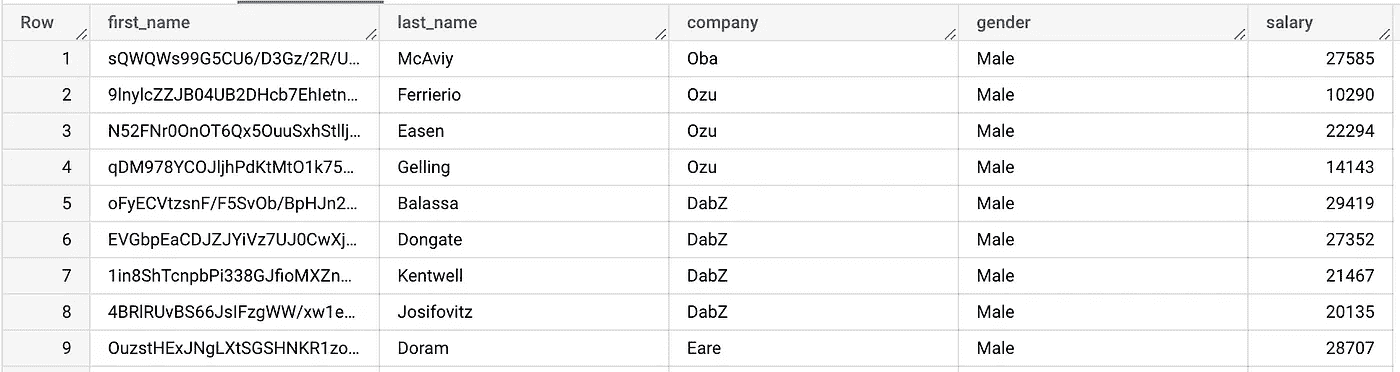 Row first_name last_name company gender salary
1 sQWQWs99G5CU6/D3Gz/2R/U... McAviy Oba Male 27585
2 9lnylcZZJB04UB2DHcb7EhIetn... Ferrierio Ozu Male 10290
3 N52FNr0OnOT6Qx5OuuSxhStllj... Easen Ozu Male 22294
4 qDM978YCOJljhPdKtMtO1k75... Gelling Ozu Male 14143
5 oFyECVtzsnF/F5SvOb/BpHJn2... Balassa DabZ Male 29419
6 EVGbpEaCDJZJYiVz7UJ0CwXj... Dongate DabZ Male 27352
7 1in8ShTcnpbPi338GJfioMXZn... Kentwell DabZ Male 21467
8 4BRlRUvBS66JslFzgWW/xw1e... Josifovitz DabZ Male 20135
9 OuzstHExJNgLXtSGSHNKR1zo... Doram Eare Male 28707